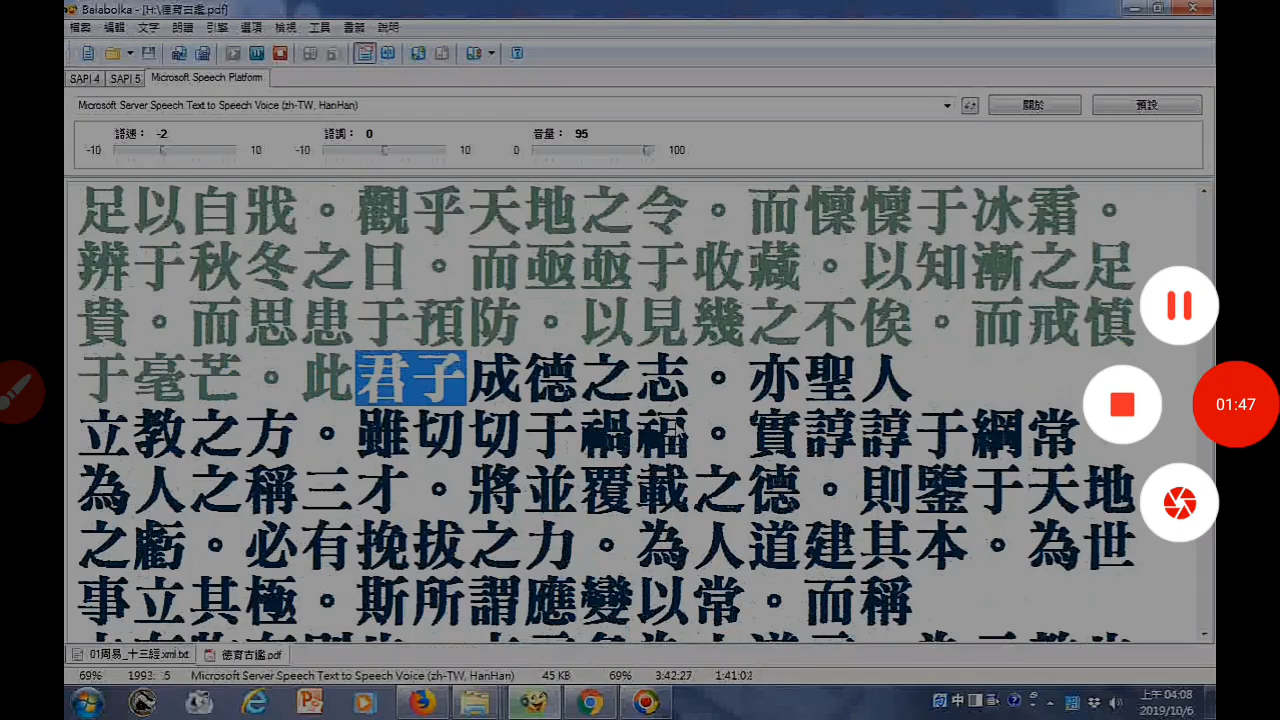 Balabolka - [H:\德育古鑑.pdf]
檔案 編輯 文字 朗讀 引擎 選項 檢視 工具 書籤 說明
SAPI 4 SAPI 5 Microsoft Speech Platform
Microsoft Server Speech Text to Speech Voice (zh-TW, HanHan) 關於 預設
語速： -2 語調： 0 音量： 95
-10 10 -10 10 0 100
足以自戕。觀乎天地之令。而懍懍于冰霜。
辨于秋冬之日。而亟亟于收藏。以知漸之足
貴。而思患于預防。以見幾之不俟。而戒慎
于毫芒。此君子成德之志。亦聖人
立教之方。雖切切于禍福。實諄諄于綱常
為人之稱三才。將並覆載之德。則鑒于天地
之虧。必有挽拔之力。為人道建其本。為世
事立其極。斯所謂應變以常。而稱
01:47
01周易_十三經.xml.txt 德育古鑑.pdf
69% Microsoft Server Speech Text to Speech Voice (zh-TW, HanHan) 45 KB 69% 3:42:27
中 上午 04:08
2019/10/6